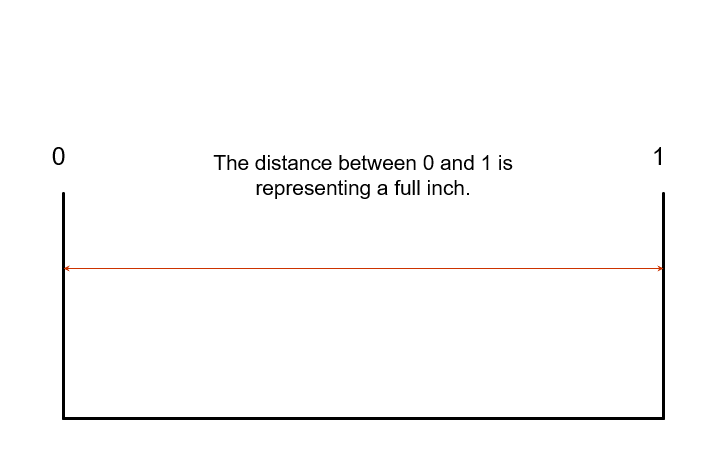 0
The distance between 0 and 1 is
representing a full inch.
1